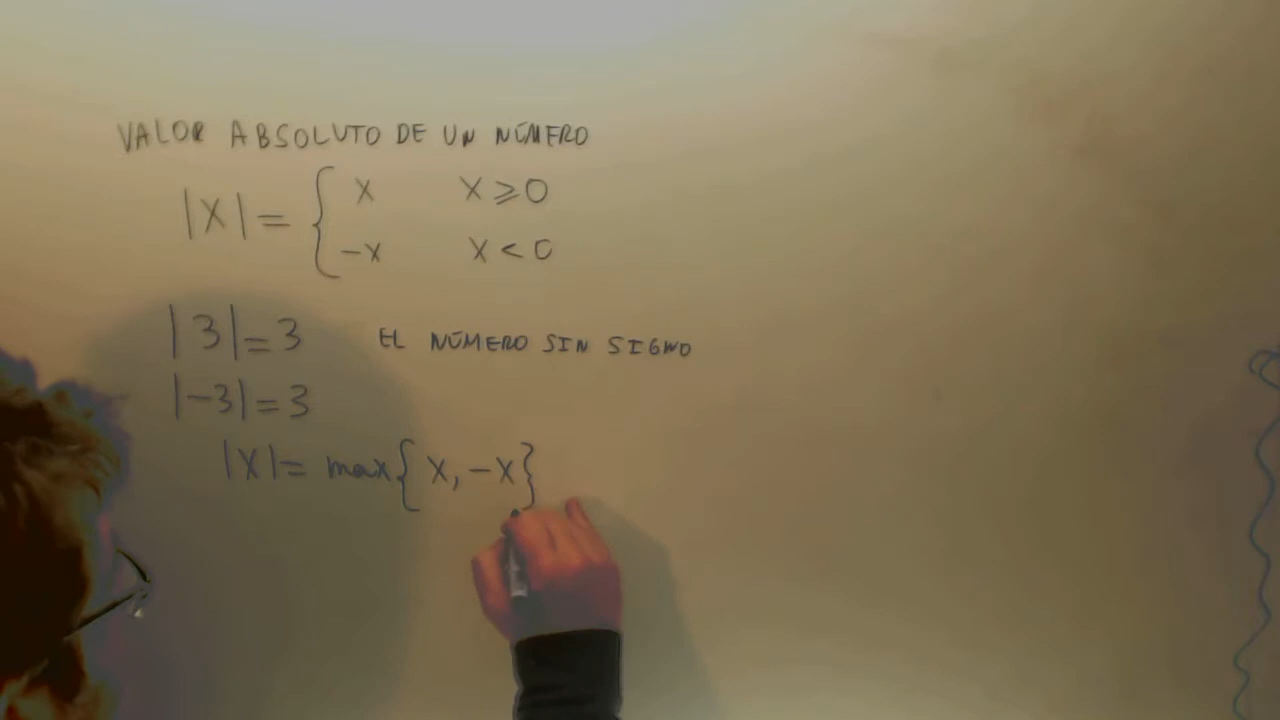 VALOR ABSOLUTO DE UN NÚMERO
|X| = { x   x ⩾ 0
-x   x < 0
|3| = 3   EL NÚMERO SIN SIGNO
|-3| = 3
|X| = max{x, -x}